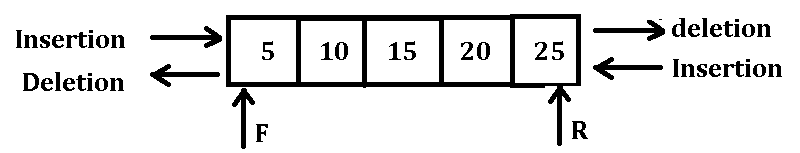 Insertion
Deletion
5 10 15 20 25
deletion
Insertion
F
R